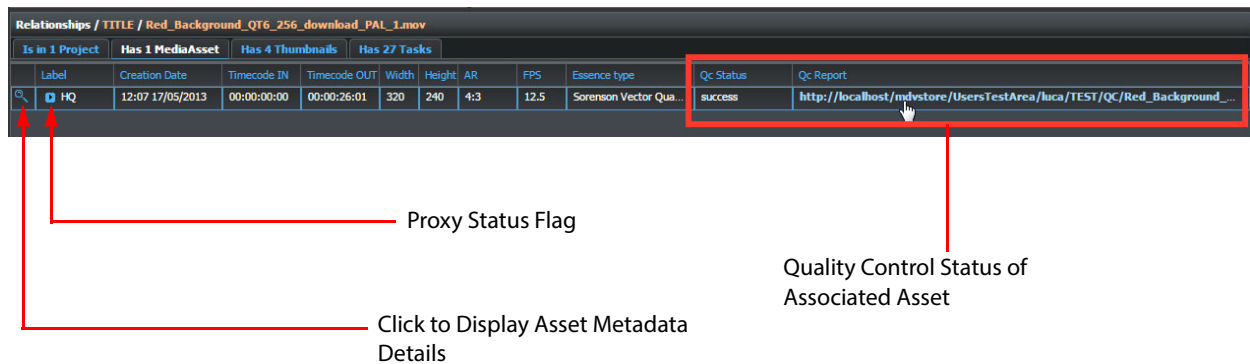 Relationships / TITLE / Red_Background_QT6_256_download_PAL_1.mov
Is in 1 Project Has 1 MediaAsset Has 4 Thumbnails Has 27 Tasks
Label Creation Date Timecode IN Timecode OUT Width Height AR FPS Essence type Qc Status Qc Report
HQ 12:07 17/05/2013 00:00:00:00 00:00:26:01 320 240 4:3 12.5 Sorenson Vector Qua... success http://localhost/mdvstore/UsersTestArea/luca/TEST/QC/Red_Background_...
Proxy Status Flag
Quality Control Status of
Associated Asset
Click to Display Asset Metadata
Details